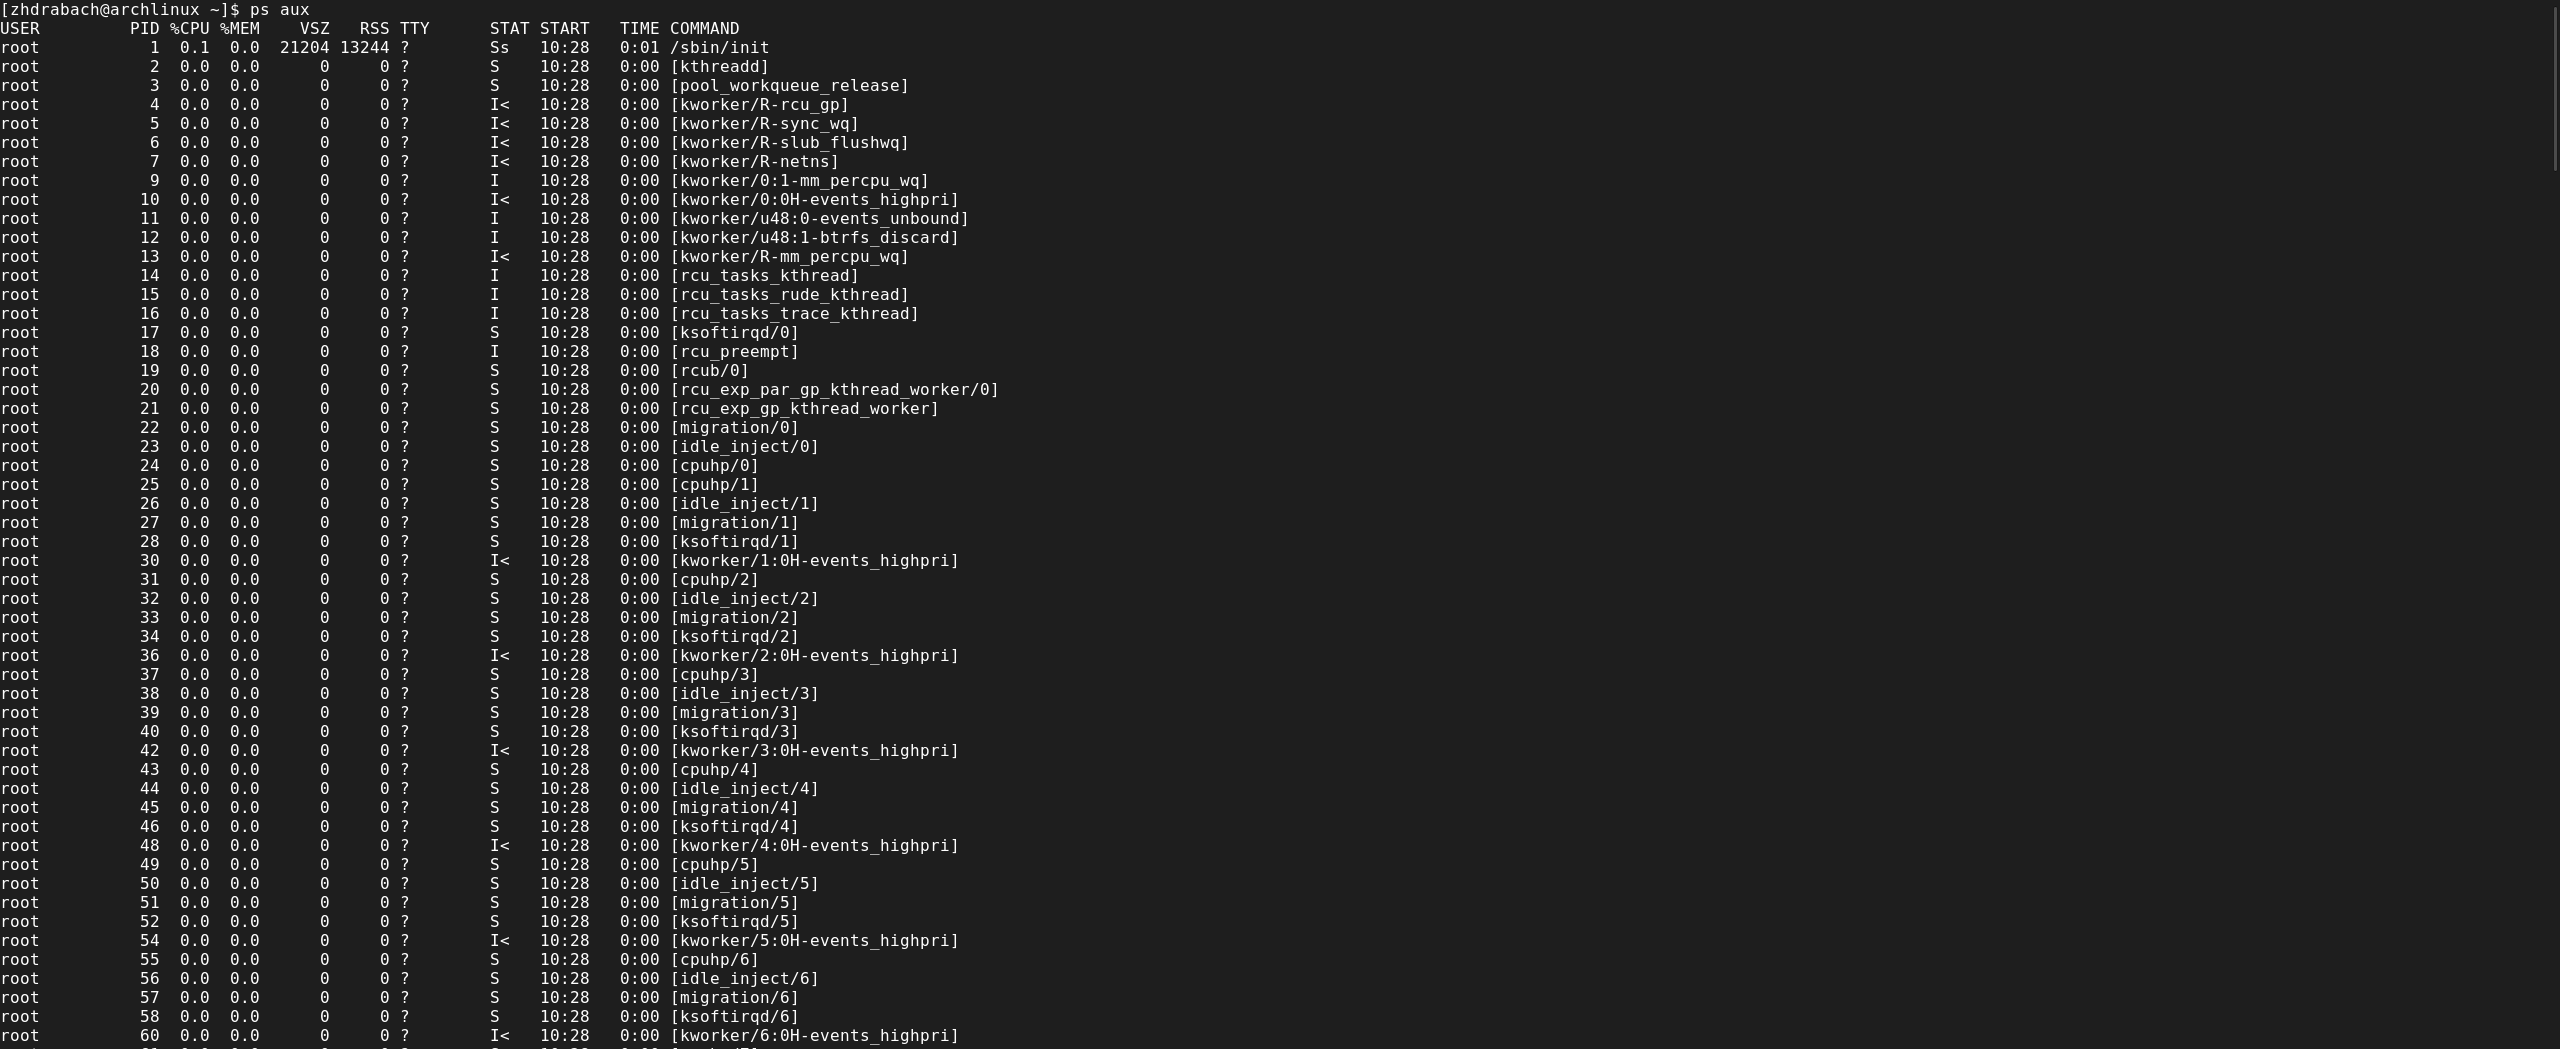 [zhdrabach@archlinux ~]$ ps aux
USER         PID %CPU %MEM    VSZ   RSS TTY      STAT START   TIME COMMAND
root           1  0.1  0.0  21204 13244 ?        Ss   10:28   0:01 /sbin/init
root           2  0.0  0.0      0     0 ?        S    10:28   0:00 [kthreadd]
root           3  0.0  0.0      0     0 ?        S    10:28   0:00 [pool_workqueue_release]
root           4  0.0  0.0      0     0 ?        I<   10:28   0:00 [kworker/R-rcu_gp]
root           5  0.0  0.0      0     0 ?        I<   10:28   0:00 [kworker/R-sync_wq]
root           6  0.0  0.0      0     0 ?        I<   10:28   0:00 [kworker/R-slub_flushwq]
root           7  0.0  0.0      0     0 ?        I<   10:28   0:00 [kworker/R-netns]
root           9  0.0  0.0      0     0 ?        I    10:28   0:00 [kworker/0:1-mm_percpu_wq]
root          10  0.0  0.0      0     0 ?        I<   10:28   0:00 [kworker/0:0H-events_highpri]
root          11  0.0  0.0      0     0 ?        I    10:28   0:00 [kworker/u48:0-events_unbound]
root          12  0.0  0.0      0     0 ?        I    10:28   0:00 [kworker/u48:1-btrfs_discard]
root          13  0.0  0.0      0     0 ?        I<   10:28   0:00 [kworker/R-mm_percpu_wq]
root          14  0.0  0.0      0     0 ?        I    10:28   0:00 [rcu_tasks_kthread]
root          15  0.0  0.0      0     0 ?        I    10:28   0:00 [rcu_tasks_rude_kthread]
root          16  0.0  0.0      0     0 ?        I    10:28   0:00 [rcu_tasks_trace_kthread]
root          17  0.0  0.0      0     0 ?        S    10:28   0:00 [ksoftirqd/0]
root          18  0.0  0.0      0     0 ?        I    10:28   0:00 [rcu_preempt]
root          19  0.0  0.0      0     0 ?        S    10:28   0:00 [rcub/0]
root          20  0.0  0.0      0     0 ?        S    10:28   0:00 [rcu_exp_par_gp_kthread_worker/0]
root          21  0.0  0.0      0     0 ?        S    10:28   0:00 [rcu_exp_gp_kthread_worker]
root          22  0.0  0.0      0     0 ?        S    10:28   0:00 [migration/0]
root          23  0.0  0.0      0     0 ?        S    10:28   0:00 [idle_inject/0]
root          24  0.0  0.0      0     0 ?        S    10:28   0:00 [cpuhp/0]
root          25  0.0  0.0      0     0 ?        S    10:28   0:00 [cpuhp/1]
root          26  0.0  0.0      0     0 ?        S    10:28   0:00 [idle_inject/1]
root          27  0.0  0.0      0     0 ?        S    10:28   0:00 [migration/1]
root          28  0.0  0.0      0     0 ?        S    10:28   0:00 [ksoftirqd/1]
root          30  0.0  0.0      0     0 ?        I<   10:28   0:00 [kworker/1:0H-events_highpri]
root          31  0.0  0.0      0     0 ?        S    10:28   0:00 [cpuhp/2]
root          32  0.0  0.0      0     0 ?        S    10:28   0:00 [idle_inject/2]
root          33  0.0  0.0      0     0 ?        S    10:28   0:00 [migration/2]
root          34  0.0  0.0      0     0 ?        S    10:28   0:00 [ksoftirqd/2]
root          36  0.0  0.0      0     0 ?        I<   10:28   0:00 [kworker/2:0H-events_highpri]
root          37  0.0  0.0      0     0 ?        S    10:28   0:00 [cpuhp/3]
root          38  0.0  0.0      0     0 ?        S    10:28   0:00 [idle_inject/3]
root          39  0.0  0.0      0     0 ?        S    10:28   0:00 [migration/3]
root          40  0.0  0.0      0     0 ?        S    10:28   0:00 [ksoftirqd/3]
root          42  0.0  0.0      0     0 ?        I<   10:28   0:00 [kworker/3:0H-events_highpri]
root          43  0.0  0.0      0     0 ?        S    10:28   0:00 [cpuhp/4]
root          44  0.0  0.0      0     0 ?        S    10:28   0:00 [idle_inject/4]
root          45  0.0  0.0      0     0 ?        S    10:28   0:00 [migration/4]
root          46  0.0  0.0      0     0 ?        S    10:28   0:00 [ksoftirqd/4]
root          48  0.0  0.0      0     0 ?        I<   10:28   0:00 [kworker/4:0H-events_highpri]
root          49  0.0  0.0      0     0 ?        S    10:28   0:00 [cpuhp/5]
root          50  0.0  0.0      0     0 ?        S    10:28   0:00 [idle_inject/5]
root          51  0.0  0.0      0     0 ?        S    10:28   0:00 [migration/5]
root          52  0.0  0.0      0     0 ?        S    10:28   0:00 [ksoftirqd/5]
root          54  0.0  0.0      0     0 ?        I<   10:28   0:00 [kworker/5:0H-events_highpri]
root          55  0.0  0.0      0     0 ?        S    10:28   0:00 [cpuhp/6]
root          56  0.0  0.0      0     0 ?        S    10:28   0:00 [idle_inject/6]
root          57  0.0  0.0      0     0 ?        S    10:28   0:00 [migration/6]
root          58  0.0  0.0      0     0 ?        S    10:28   0:00 [ksoftirqd/6]
root          60  0.0  0.0      0     0 ?        I<   10:28   0:00 [kworker/6:0H-events_highpri]